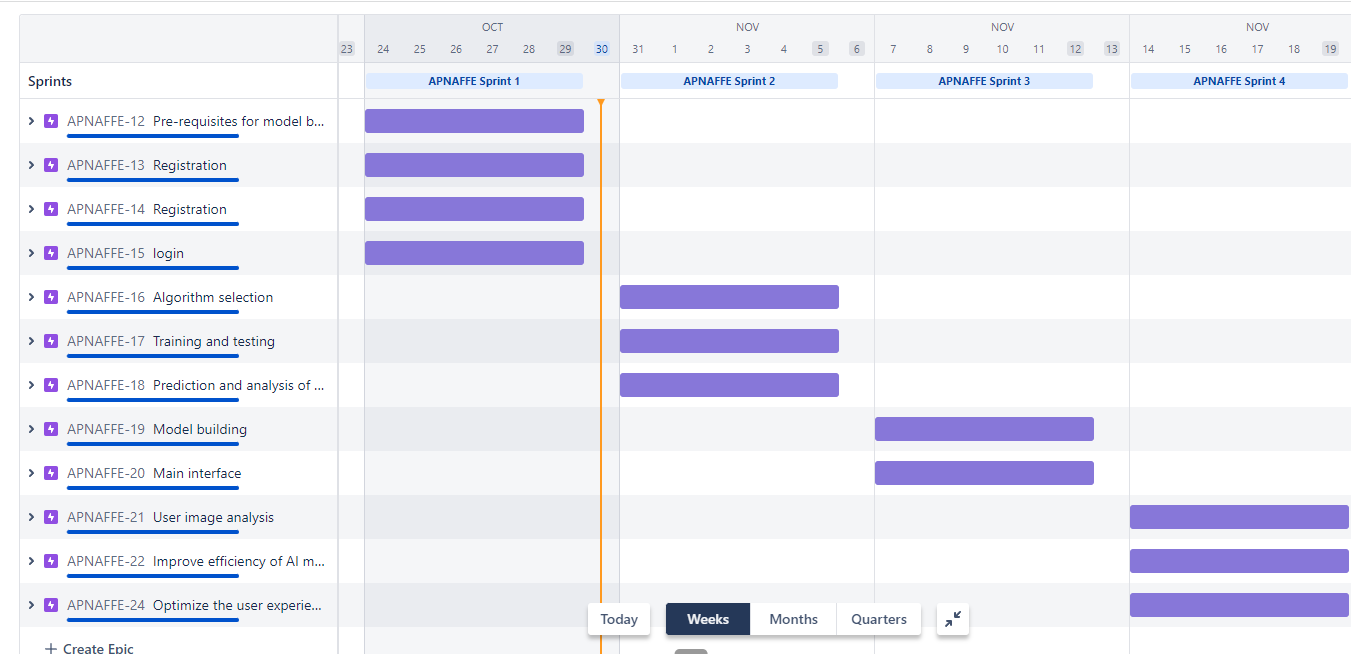 OCT NOV NOV NOV
23 24 25 26 27 28 29 30 31 1 2 3 4 5 6 7 8 9 10 11 12 13 14 15 16 17 18 19
Sprints APNAFFE Sprint 1 APNAFFE Sprint 2 APNAFFE Sprint 3 APNAFFE Sprint 4
APNAFFE-12 Pre-requisites for model b...
APNAFFE-13 Registration
APNAFFE-14 Registration
APNAFFE-15 login
APNAFFE-16 Algorithm selection
APNAFFE-17 Training and testing
APNAFFE-18 Prediction and analysis of ...
APNAFFE-19 Model building
APNAFFE-20 Main interface
APNAFFE-21 User image analysis
APNAFFE-22 Improve efficiency of AI m...
APNAFFE-24 Optimize the user experie...
Today Weeks Months Quarters
+ Create Epic